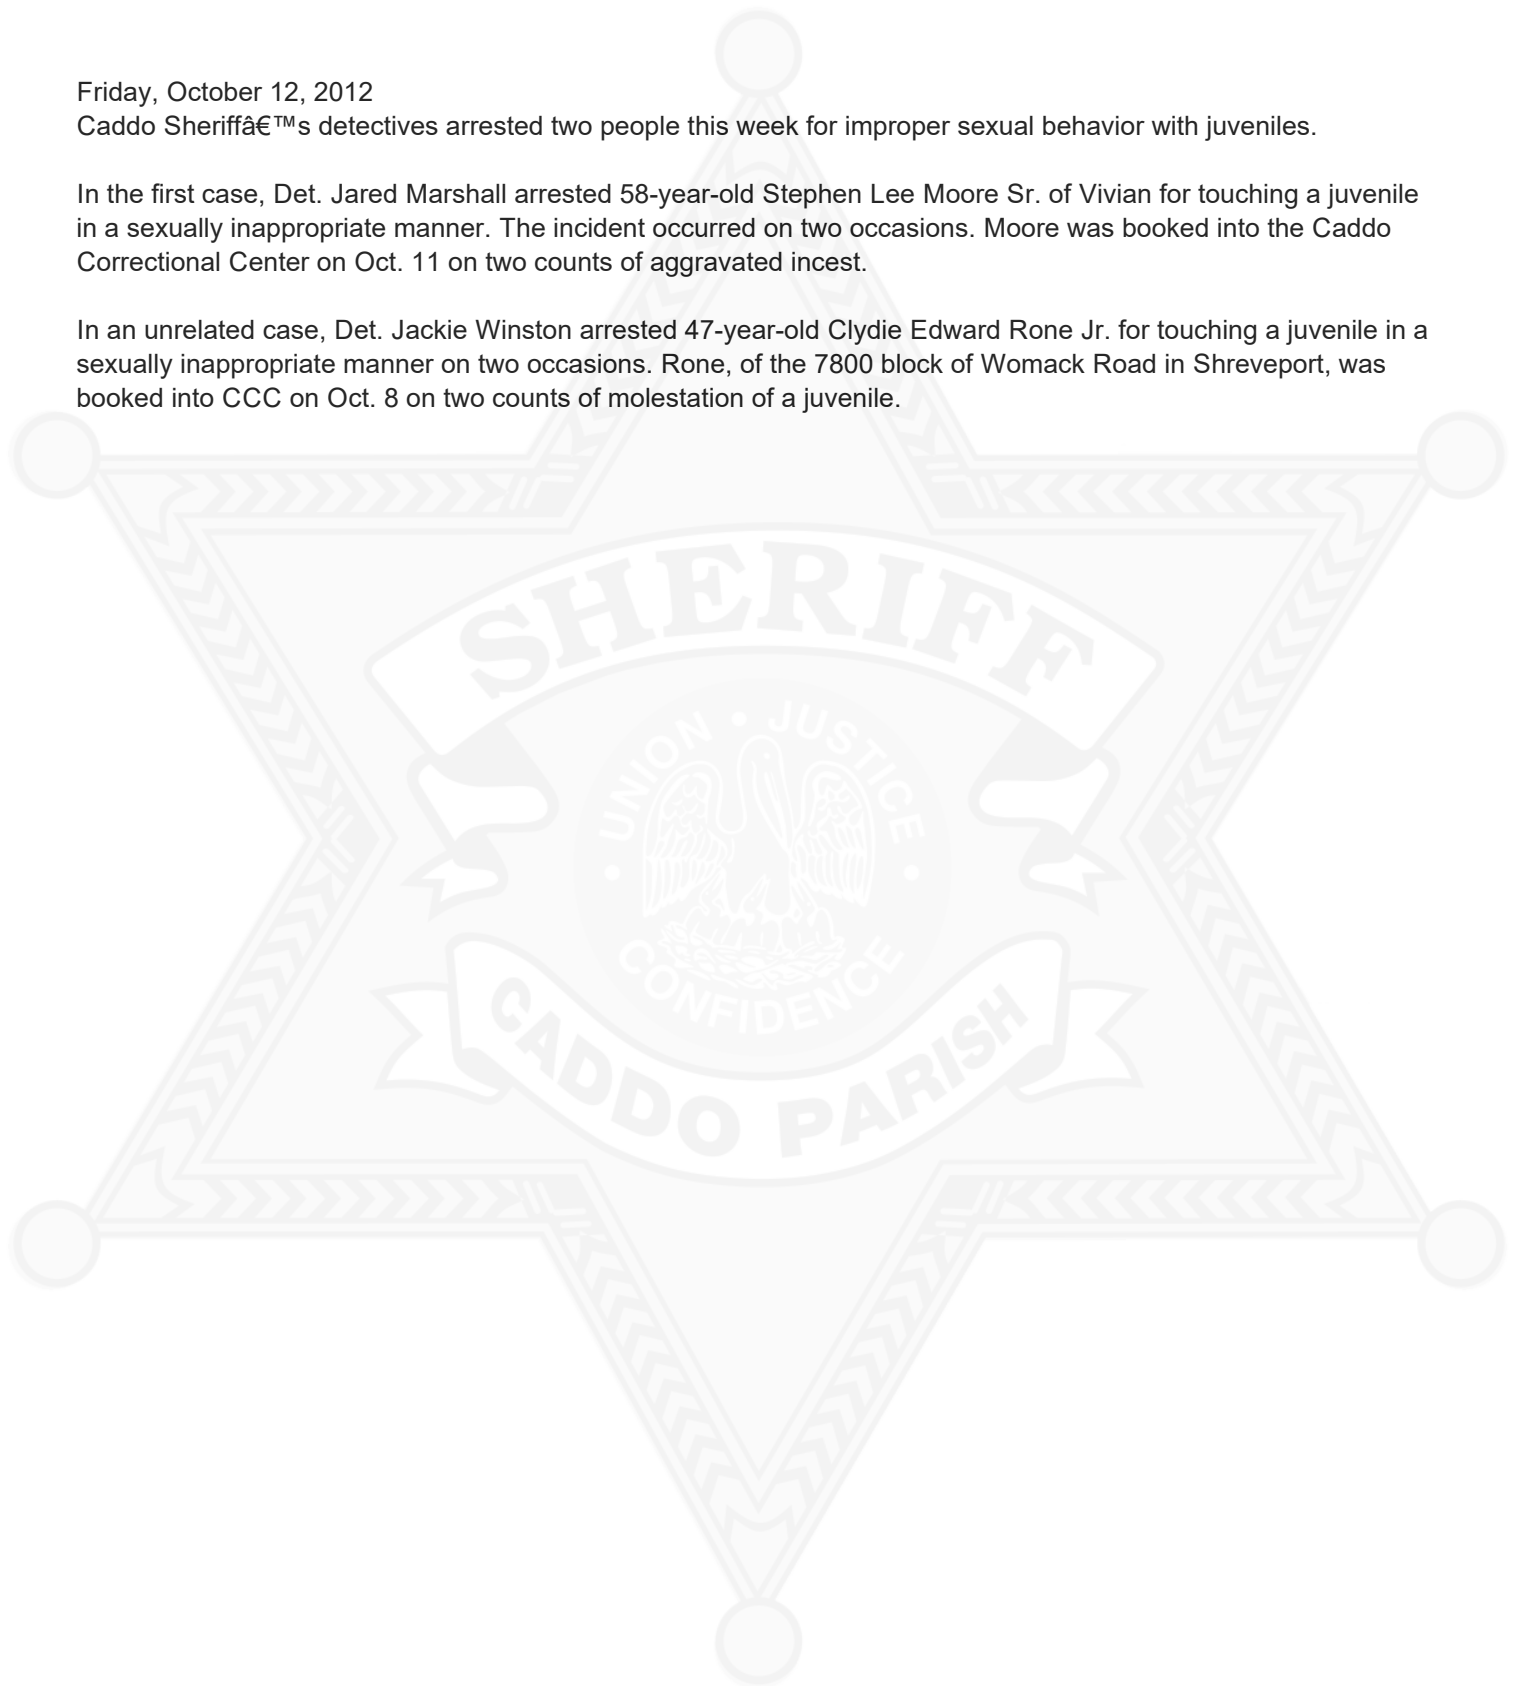 Friday, October 12, 2012
Caddo Sheriffâ€™s detectives arrested two people this week for improper sexual behavior with juveniles.
In the first case, Det. Jared Marshall arrested 58-year-old Stephen Lee Moore Sr. of Vivian for touching a juvenile
in a sexually inappropriate manner. The incident occurred on two occasions. Moore was booked into the Caddo
Correctional Center on Oct. 11 on two counts of aggravated incest.
In an unrelated case, Det. Jackie Winston arrested 47-year-old Clydie Edward Rone Jr. for touching a juvenile in a
sexually inappropriate manner on two occasions. Rone, of the 7800 block of Womack Road in Shreveport, was
booked into CCC on Oct. 8 on two counts of molestation of a juvenile.
SHERIFF
UNION • JUSTICE
• CONFIDENCE •
CADDO PARISH